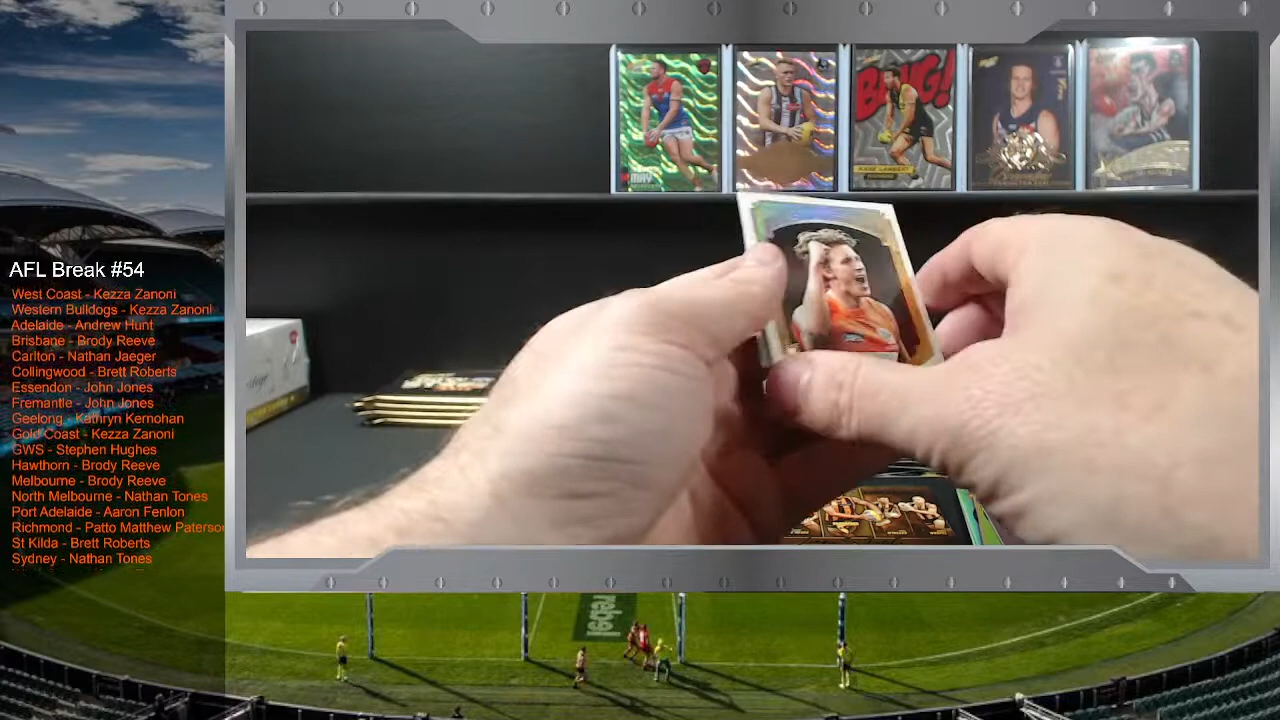 AFL Break #54
West Coast - Kezza Zanoni
Western Bulldogs - Kezza Zanoni
Adelaide - Andrew Hunt
Brisbane - Brody Reeve
Carlton - Nathan Jaeger
Collingwood - Brett Roberts
Essendon - John Jones
Fremantle - John Jones
Geelong - Kathryn Kernohan
Gold Coast - Kezza Zanoni
GWS - Stephen Hughes
Hawthorn - Brody Reeve
Melbourne - Brody Reeve
North Melbourne - Nathan Tones
Port Adelaide - Aaron Fenlon
Richmond - Patto Matthew Paterso
St Kilda - Brett Roberts
Sydney - Nathan Tones
MAY
BANG!
KANE LAMBERT
rebel